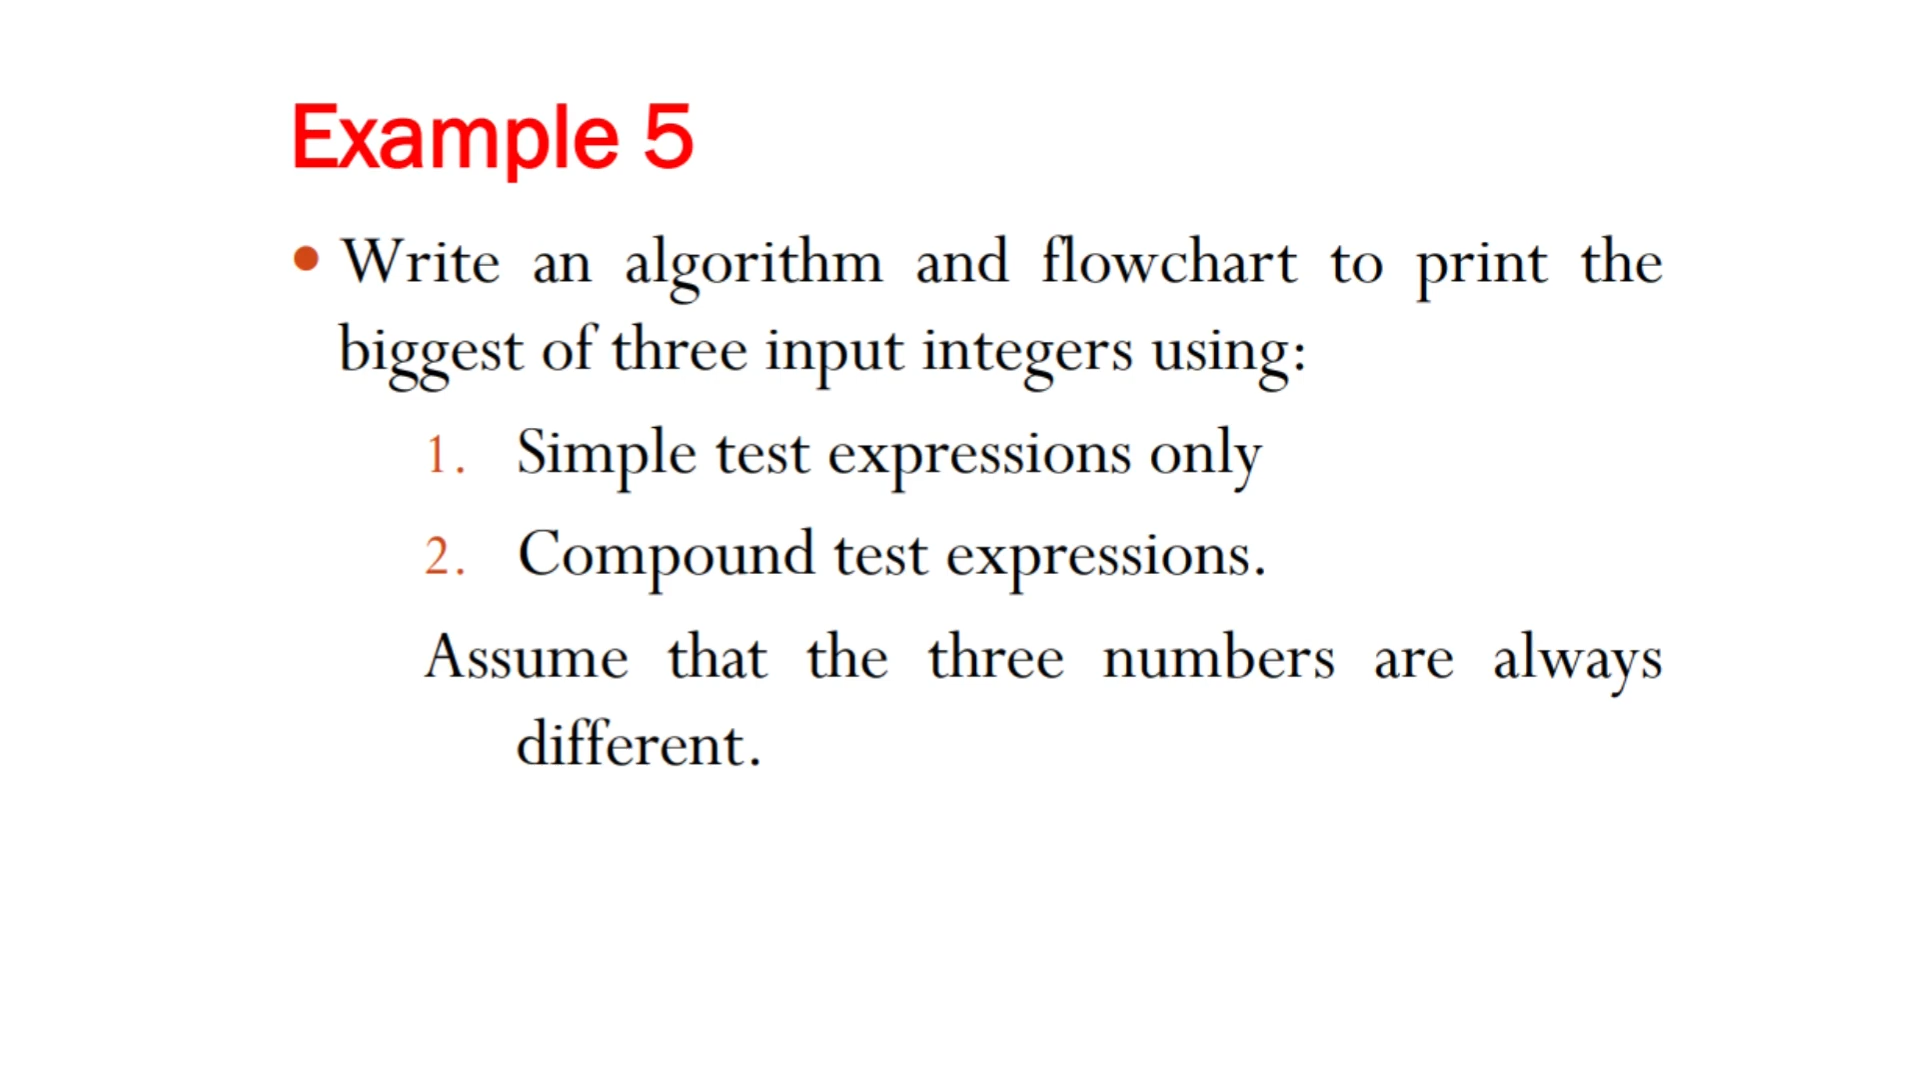 Example 5
• Write an algorithm and flowchart to print the
biggest of three input integers using:
1. Simple test expressions only
2. Compound test expressions.
Assume that the three numbers are always
different.